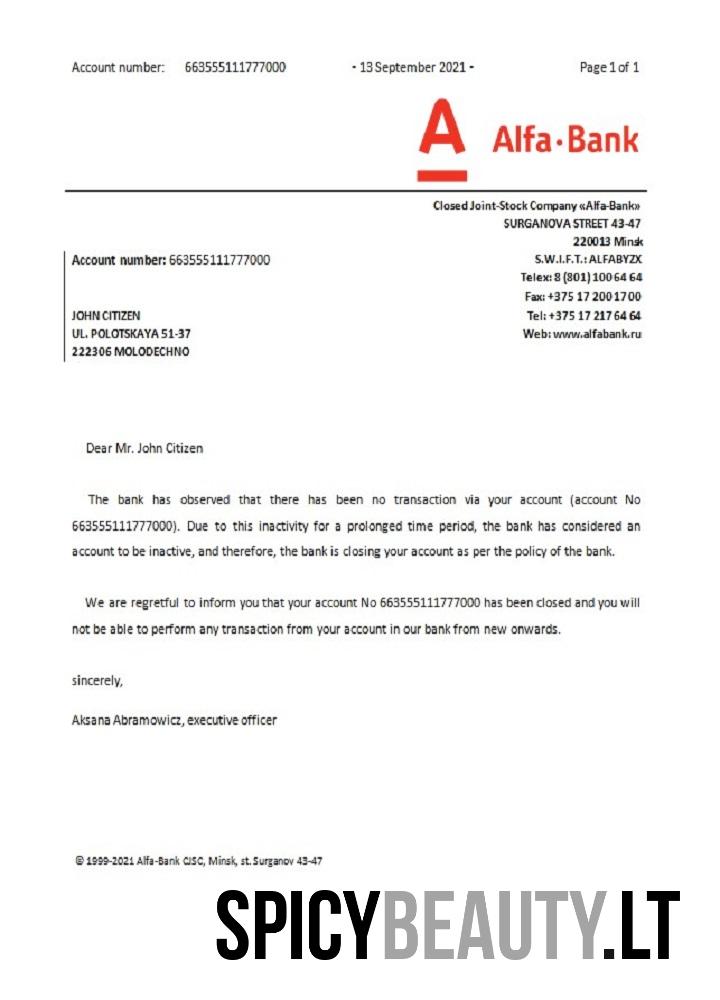 Account number: 663555111777000 - 13 September 2021 - Page 1 of 1
A Alfa·Bank
Closed Joint-Stock Company «Alfa-Bank»
SURGANOVA STREET 43-47
220013 Minsk
Account number: 663555111777000 S.W.I.F.T.: ALFABYZX
Telex: 8 (801) 100 64 64
Fax: +375 17 200 17 00
JOHN CITIZEN Tel: +375 17 217 64 64
UL. POLOTSKAYA 51-37 Web: www.alfabank.ru
222306 MOLODECHNO
Dear Mr. John Citizen
The bank has observed that there has been no transaction via your account (account No
663555111777000). Due to this inactivity for a prolonged time period, the bank has considered an
account to be inactive, and therefore, the bank is closing your account as per the policy of the bank.
We are regretful to inform you that your account No 663555111777000 has been closed and you will
not be able to perform any transaction from your account in our bank from new onwards.
sincerely,
Aksana Abramowicz, executive officer
© 1999-2021 Alfa-Bank CJSC, Minsk, st. Surganov 43-47
SPICYBEAUTY.LT